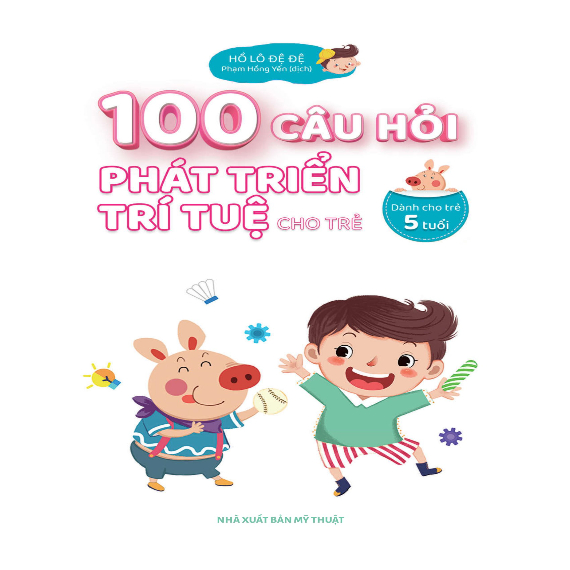 HỒ LÔ ĐỆ ĐỆ
Phạm Hồng Yến (dịch)
100 CÂU HỎI
PHÁT TRIỂN
TRÍ TUỆ CHO TRẺ
Dành cho trẻ
5 tuổi
NHÀ XUẤT BẢN MỸ THUẬT